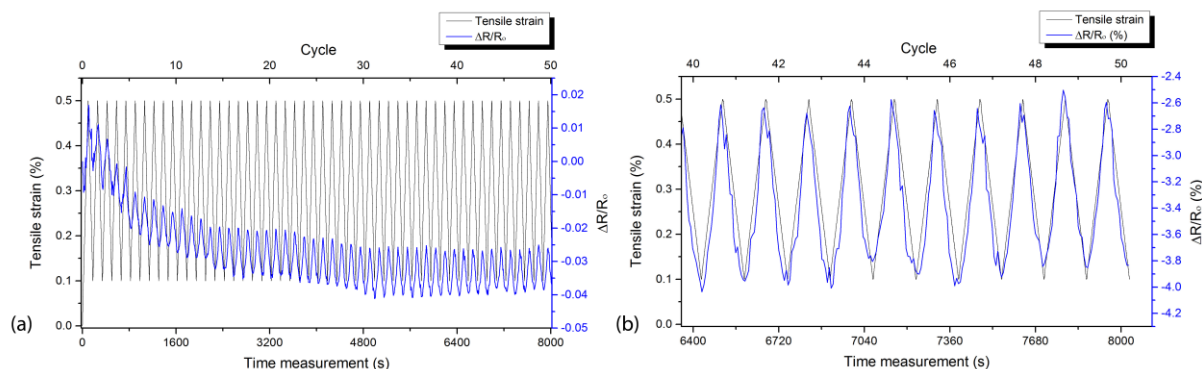 Tensile strain
ΔR/R₀
Cycle
0 10 20 30 40 50
0.5
0.4
0.3
0.2
0.1
0.0
Tensile strain (%)
0.02
0.01
0.00
-0.01
-0.02
-0.03
-0.04
-0.05
ΔR/R₀
0 1600 3200 4800 6400 8000
Time measurement (s)
(a)
Tensile strain
ΔR/R₀ (%)
Cycle
40 42 44 46 48 50
0.5
0.4
0.3
0.2
0.1
0.0
Tensile strain (%)
-2.4
-2.6
-2.8
-3.0
-3.2
-3.4
-3.6
-3.8
-4.0
-4.2
ΔR/R₀ (%)
6400 6720 7040 7360 7680 8000
Time measurement (s)
(b)